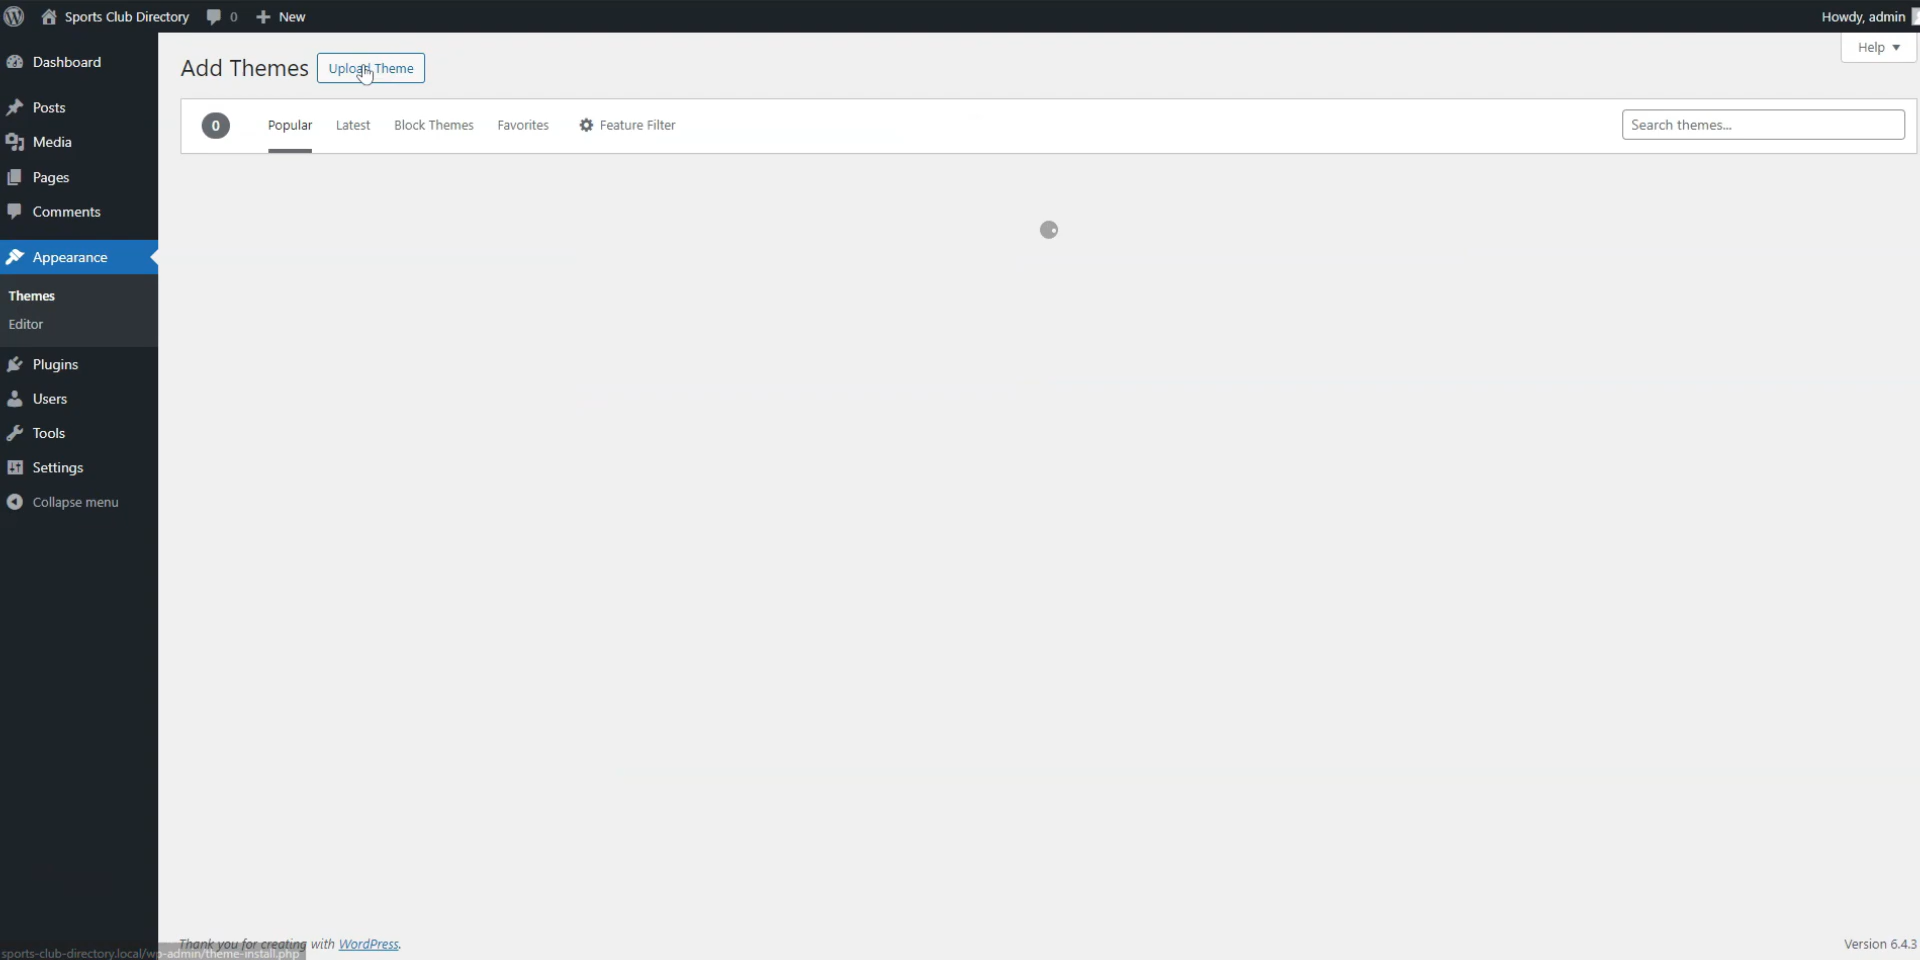 Sports Club Directory 0 New Howdy, admin
Help
Dashboard
Posts
Media
Pages
Comments
Appearance
Themes
Editor
Plugins
Users
Tools
Settings
Collapse menu
Add Themes Upload Theme
0 Popular Latest Block Themes Favorites Feature Filter Search themes...
Thank you for creating with WordPress.
Version 6.4.3
sports-club-directory.local/wp-admin/theme-install.php